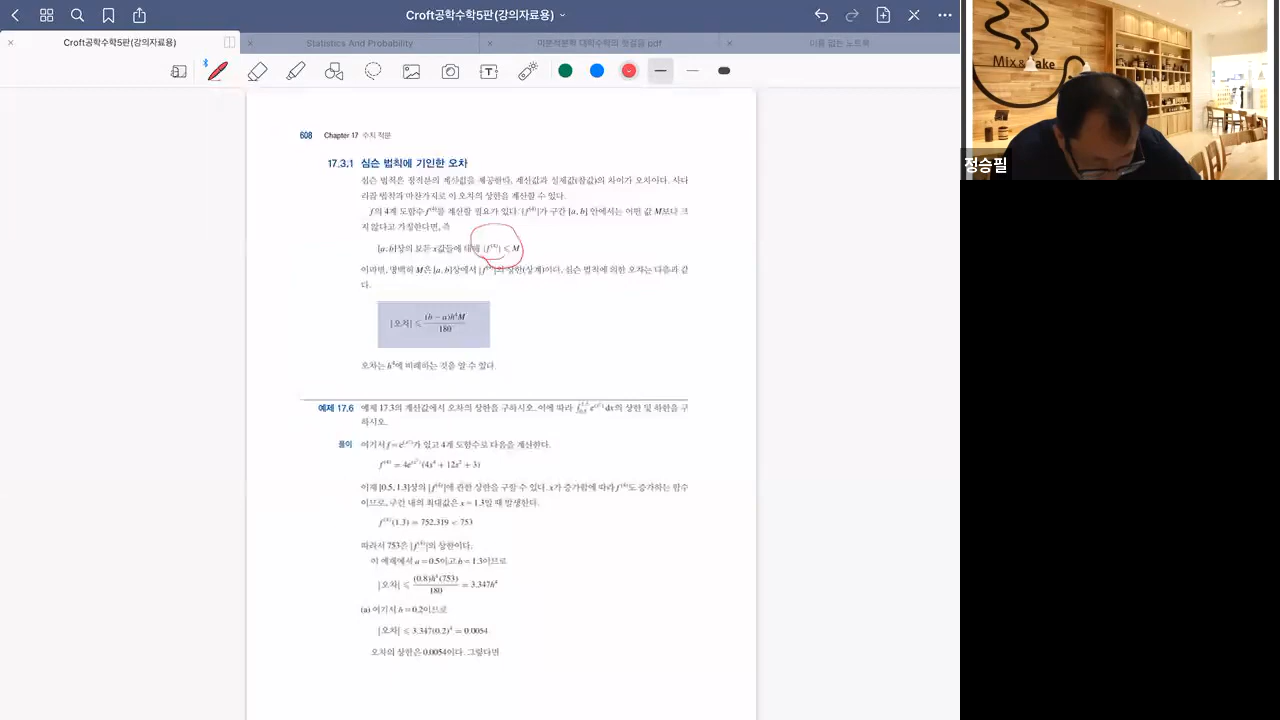 Croft공학수학5판(강의자료용)
Croft공학수학5판(강의자료용)
Statistics And Probability
미분적분학 대학수학의 첫걸음.pdf
이름 없는 노트북
Mix&Bake
정승필
608 Chapter 17 수치 적분
17.3.1 심슨 법칙에 기인한 오차
심슨 법칙은 정적분의 계산값을 제공한다. 계산값과 실제값(참값)의 차이가 오차이다. 사다
리꼴 법칙과 마찬가지로 이 오차의 상한을 계산할 수 있다.
f의 4계 도함수 f⁽⁴⁾를 계산할 필요가 있다. |f⁽⁴⁾|가 구간 [a, b] 안에서는 어떤 값 M보다 크
지 않다고 가정한다면, 즉
[a, b]상의 모든 x값들에 대해 |f⁽⁴⁾| ⩽ M
이라면, 명백히 M은 [a, b]상에서 |f⁽⁴⁾|의 상한(상계)이다. 심슨 법칙에 의한 오차는 다음과 같
다.
|오차| ⩽ (b − a)h⁴M / 180
오차는 h⁴에 비례하는 것을 알 수 있다.
예제 17.6 예제 17.3의 계산값에서 오차의 상한을 구하시오. 이에 따라 ∫₀.₅¹·³ e^(x²) dx의 상한 및 하한을 구
하시오.
풀이 여기서 f = e^(x²)가 있고 4계 도함수로 다음을 계산한다.
f⁽⁴⁾ = 4e^(x²)(4x⁴ + 12x² + 3)
이제 [0.5, 1.3]상의 |f⁽⁴⁾|에 관한 상한을 구할 수 있다. x가 증가함에 따라 f⁽⁴⁾도 증가하는 함수
이므로, 구간 내의 최대값은 x = 1.3일 때 발생한다.
f⁽⁴⁾(1.3) = 752.319 < 753
따라서 753은 |f⁽⁴⁾|의 상한이다.
이 예제에서 a = 0.5이고 b = 1.3이므로
|오차| ⩽ (0.8)h⁴(753) / 180 = 3.347h⁴
(a) 여기서 h = 0.2이므로
|오차| ⩽ 3.347(0.2)⁴ = 0.0054
오차의 상한은 0.0054이다. 그렇다면